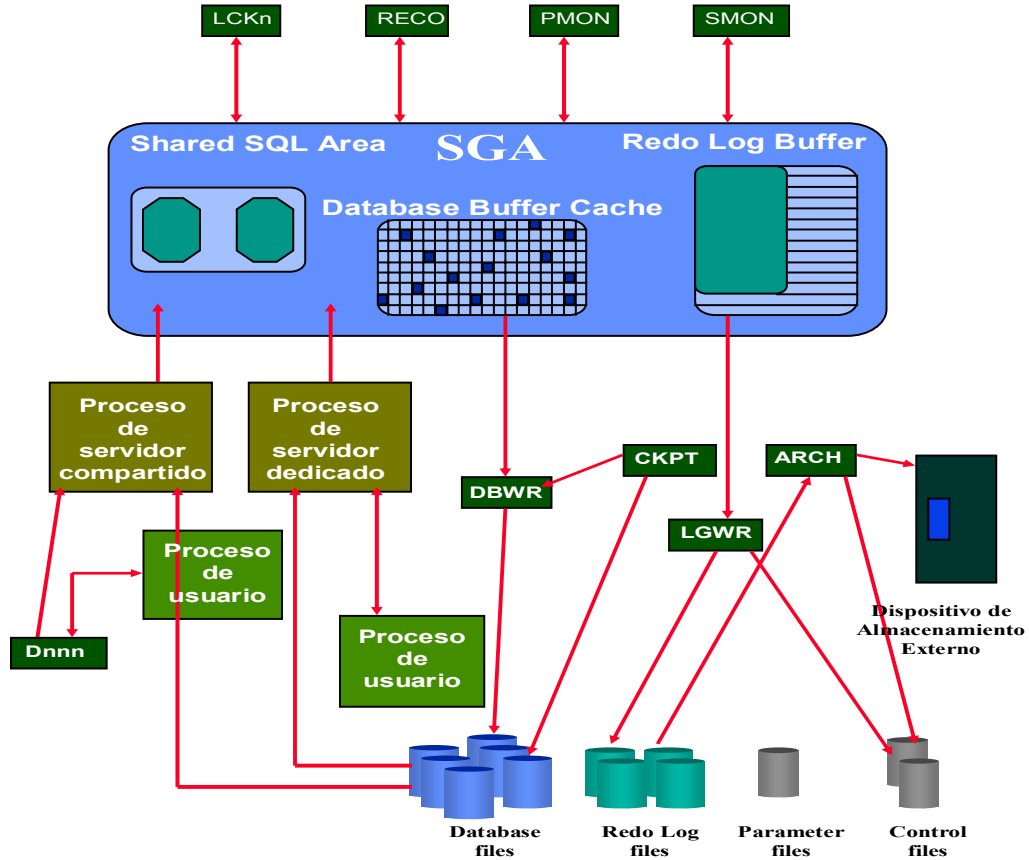 LCKn
RECO
PMON
SMON
Shared SQL Area
SGA
Redo Log Buffer
Database Buffer Cache
Proceso
de
servidor
compartido
Proceso
de
servidor
dedicado
CKPT
ARCH
DBWR
LGWR
Proceso
de
usuario
Dispositivo de
Almacenamiento
Externo
Proceso
de
usuario
Dnnn
Database
files
Redo Log
files
Parameter
files
Control
files